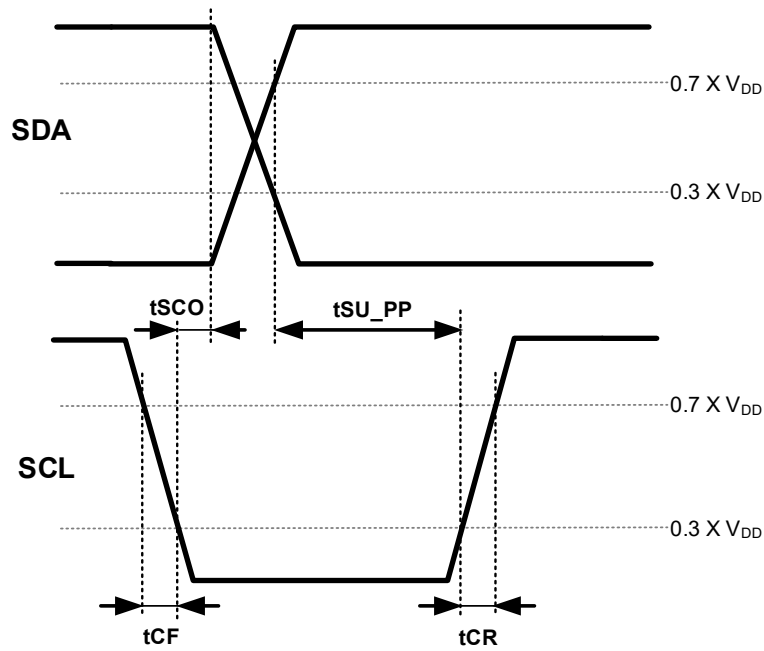 0.7 X VDD
SDA
0.3 X VDD
tSCO
tSU_PP
0.7 X VDD
SCL
0.3 X VDD
tCF
tCR